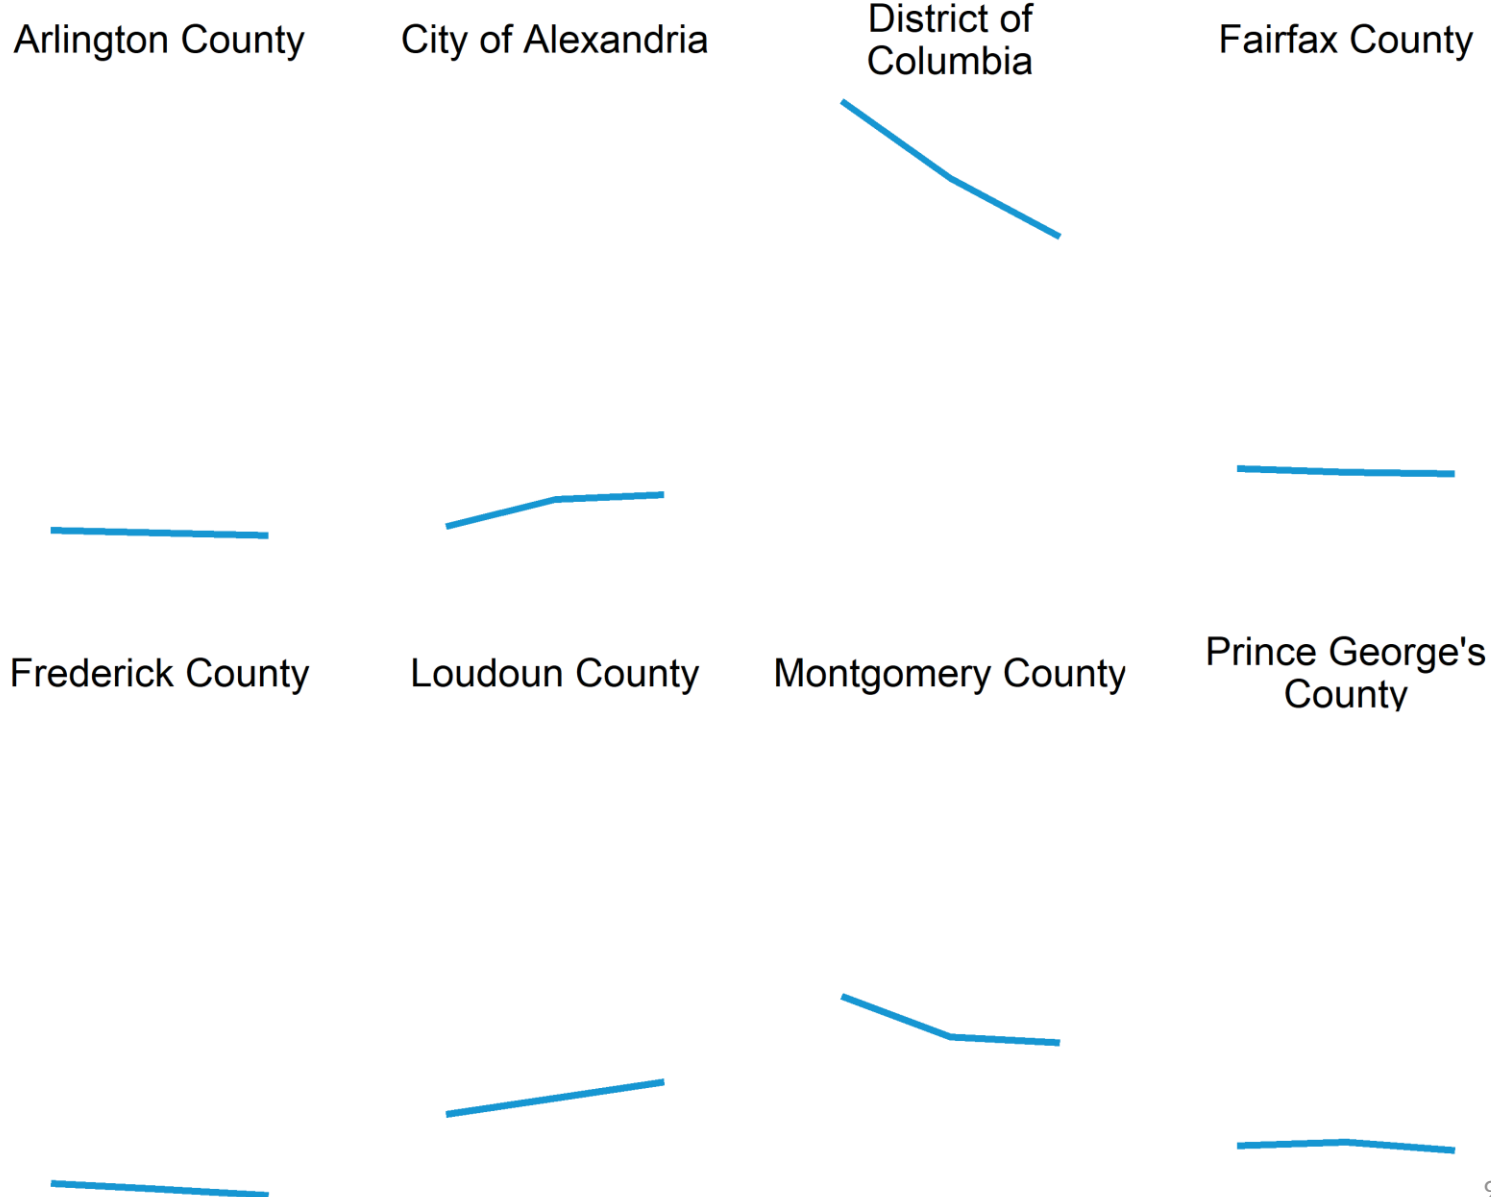 Arlington County
City of Alexandria
District of
Columbia
Fairfax County
Frederick County
Loudoun County
Montgomery County
Prince George's
County